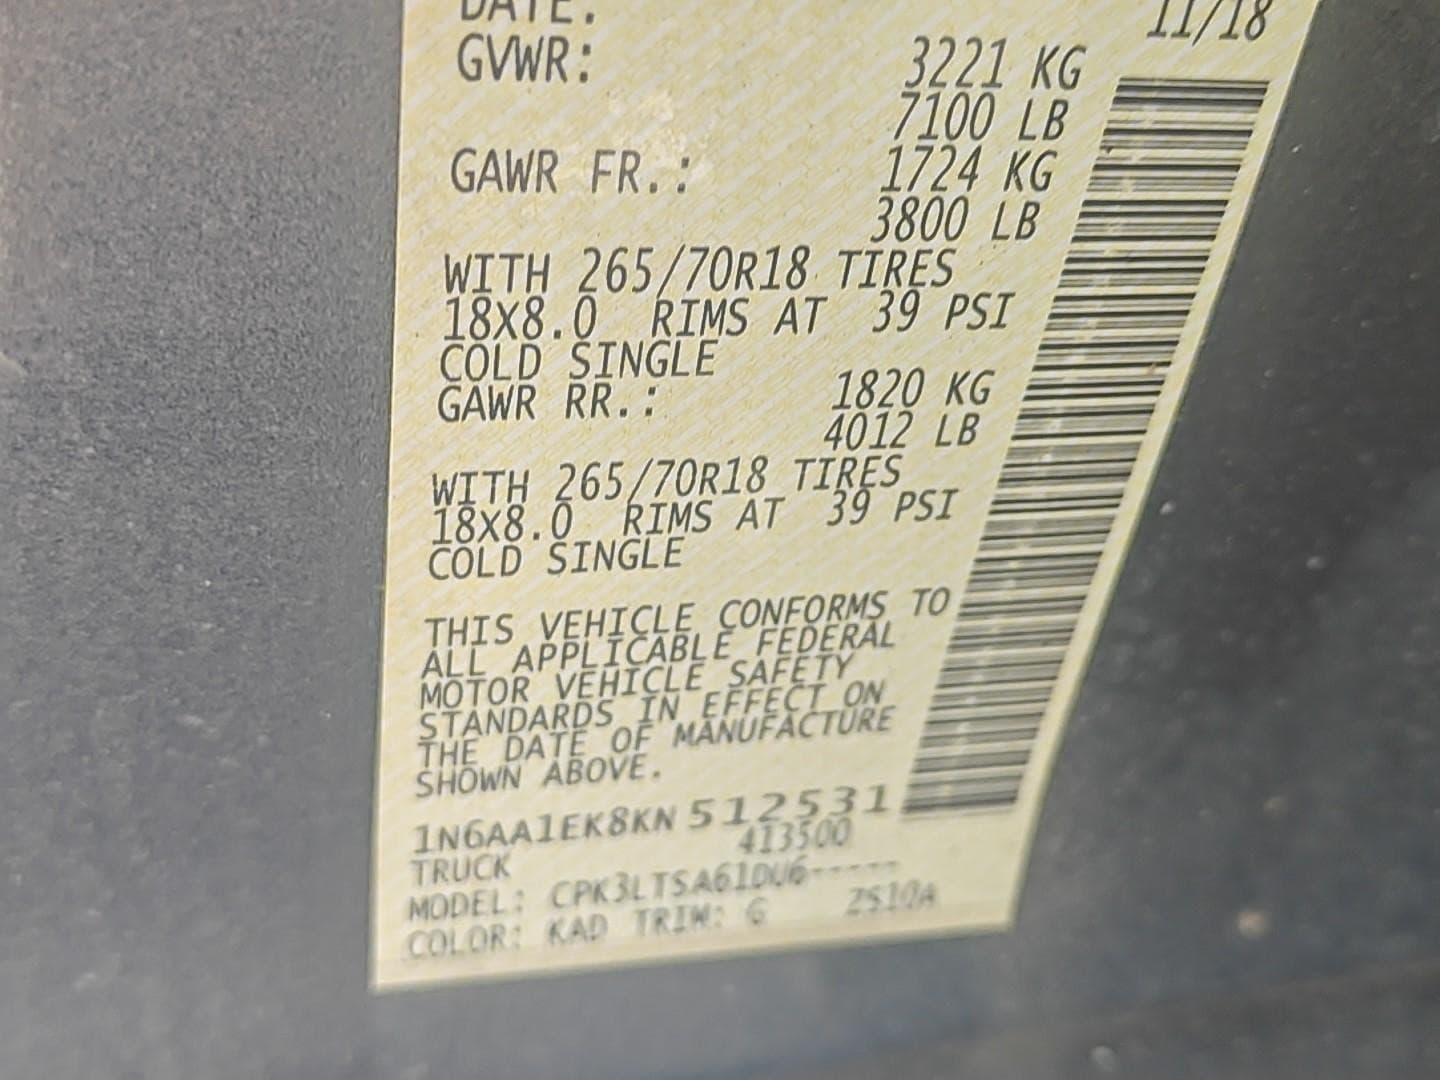 DATE: 11/18
GVWR: 3221 KG
7100 LB
GAWR FR.: 1724 KG
3800 LB
WITH 265/70R18 TIRES
18X8.0 RIMS AT 39 PSI
COLD SINGLE
GAWR RR.: 1820 KG
4012 LB
WITH 265/70R18 TIRES
18X8.0 RIMS AT 39 PSI
COLD SINGLE
THIS VEHICLE CONFORMS TO
ALL APPLICABLE FEDERAL
MOTOR VEHICLE SAFETY
STANDARDS IN EFFECT ON
THE DATE OF MANUFACTURE
SHOWN ABOVE.
1N6AA1EK8KN 512531
TRUCK 413500
MODEL: CPK3LTSA61DU6-----
COLOR: KAD TRIM: G ZS10A